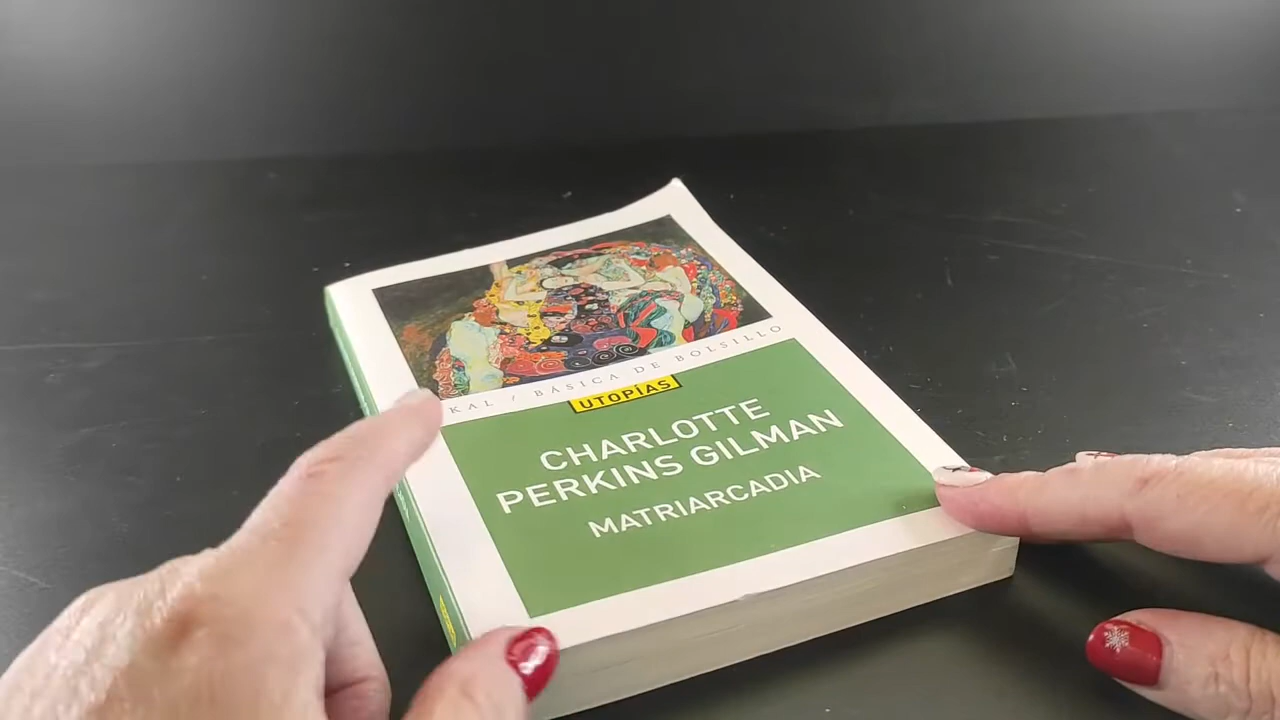 KAL / BÁSICA DE BOLSILLO
UTOPÍAS
CHARLOTTE
PERKINS GILMAN
MATRIARCADIA